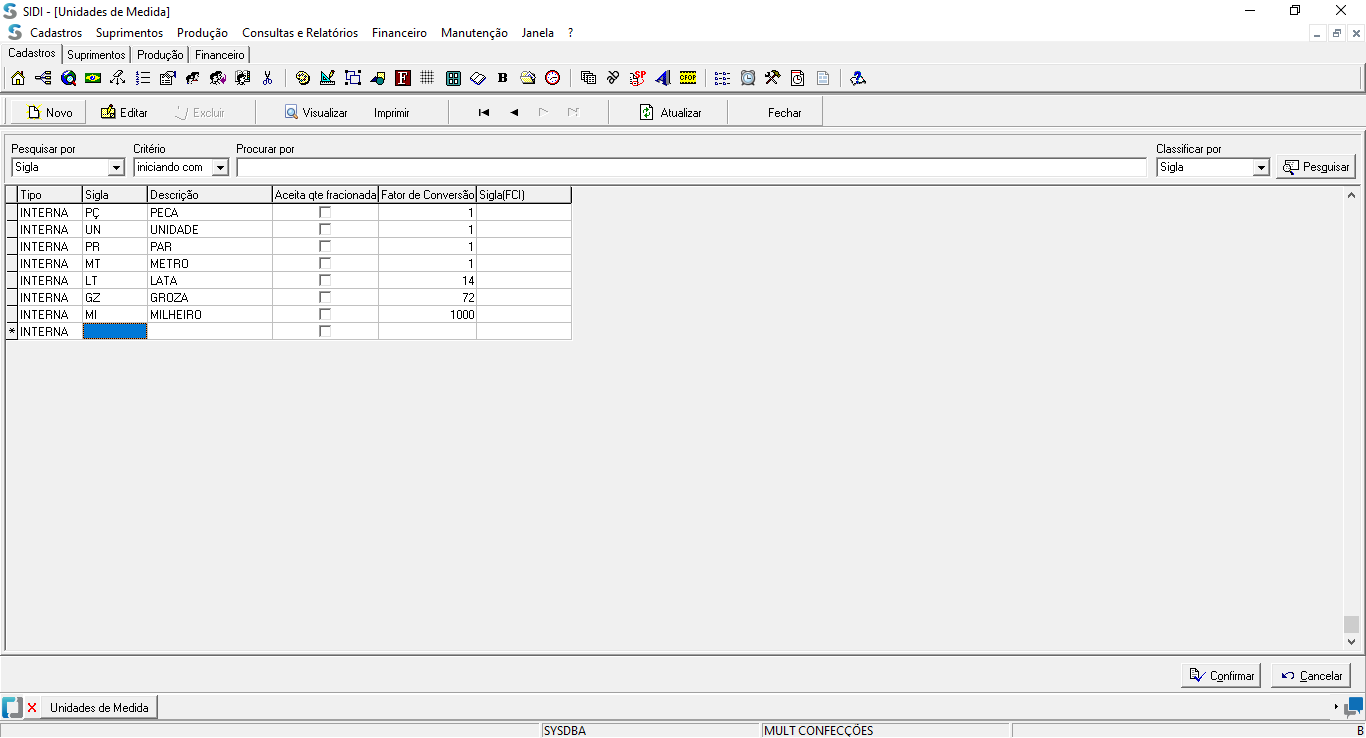 SIDI - [Unidades de Medida]
Cadastros Suprimentos Produção Consultas e Relatórios Financeiro Manutenção Janela ?
Cadastros Suprimentos Produção Financeiro
F B SP CFOP
Novo Editar Excluir Visualizar Imprimir Atualizar Fechar
Pesquisar por Critério Procurar por Classificar por
Sigla iniciando com Sigla Pesquisar
Tipo Sigla Descrição Aceita qte fracionada Fator de Conversão Sigla(FCI)
INTERNA PÇ PECA 1
INTERNA UN UNIDADE 1
INTERNA PR PAR 1
INTERNA MT METRO 1
INTERNA LT LATA 14
INTERNA GZ GROZA 72
INTERNA MI MILHEIRO 1000
* INTERNA
Confirmar Cancelar
Unidades de Medida
SYSDBA MULT CONFECÇÕES B